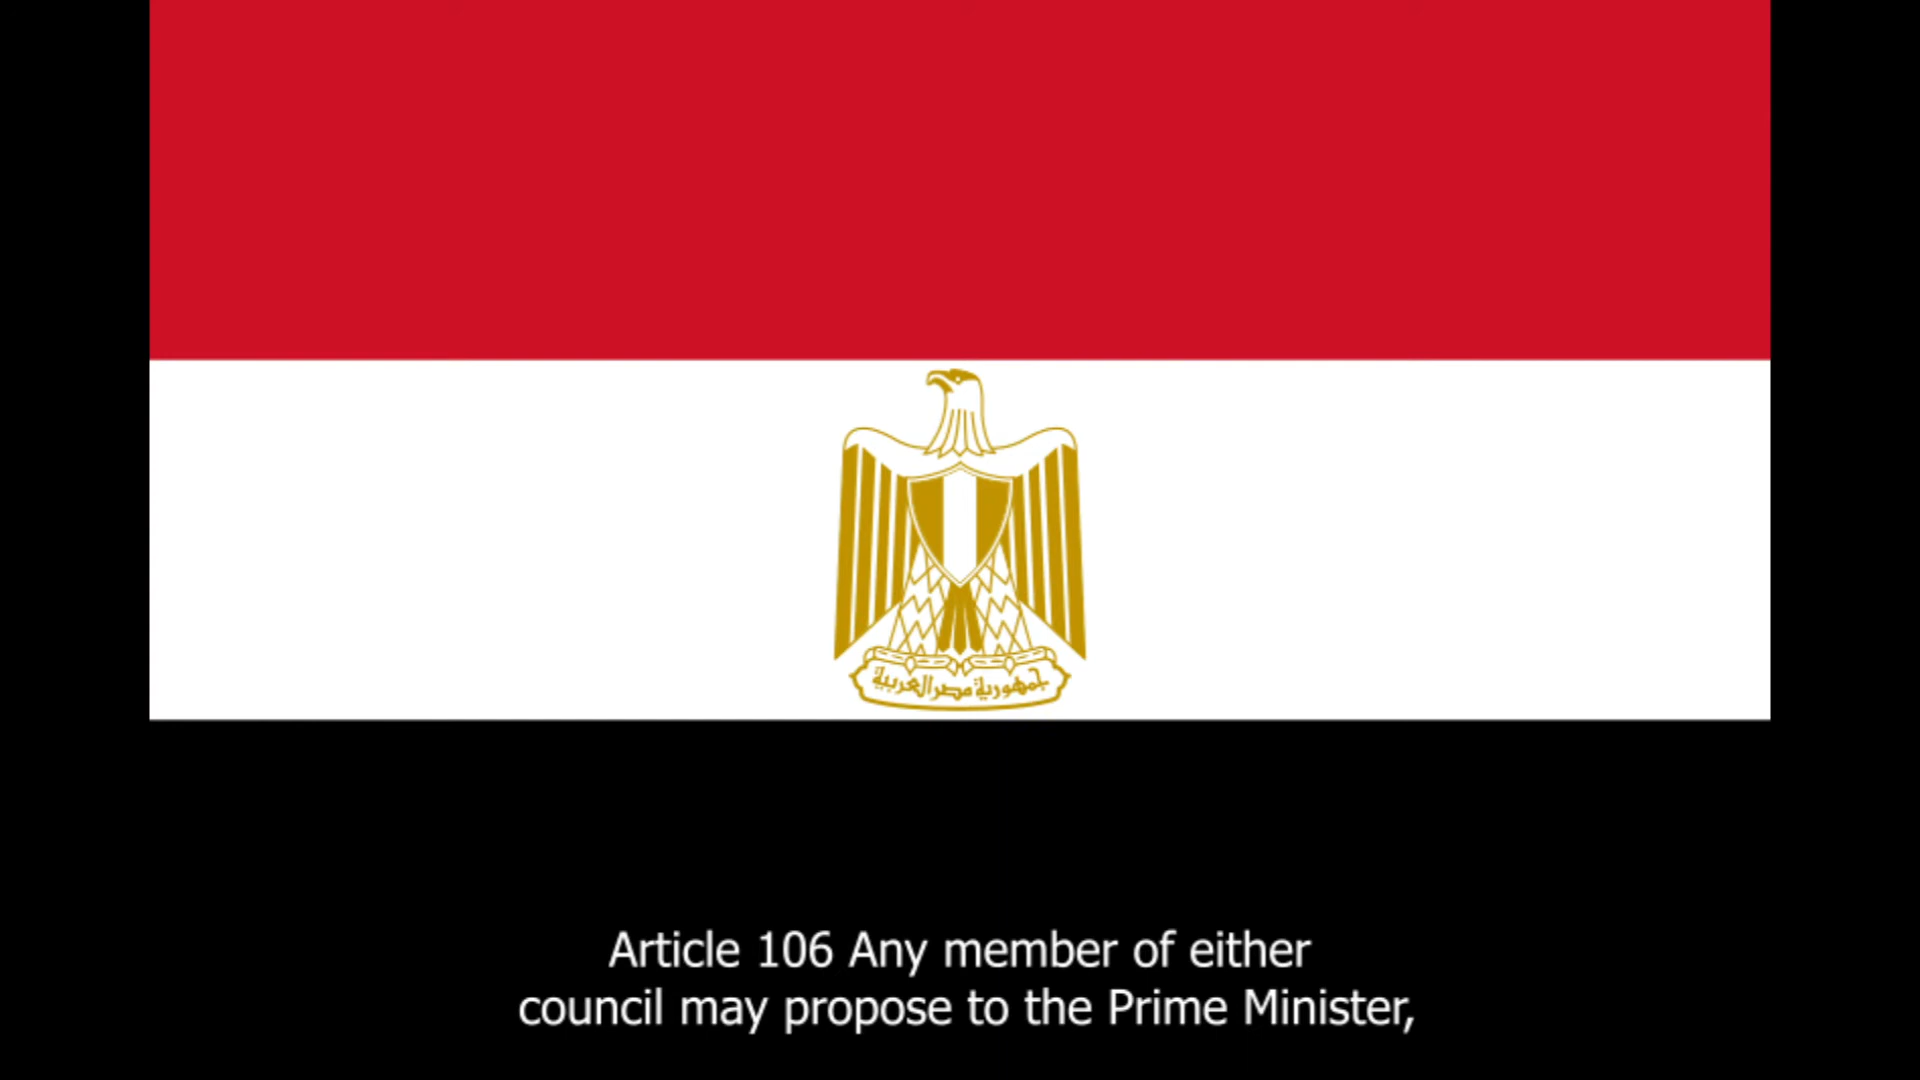 جمهورية مصر العربية
Article 106 Any member of either
council may propose to the Prime Minister,